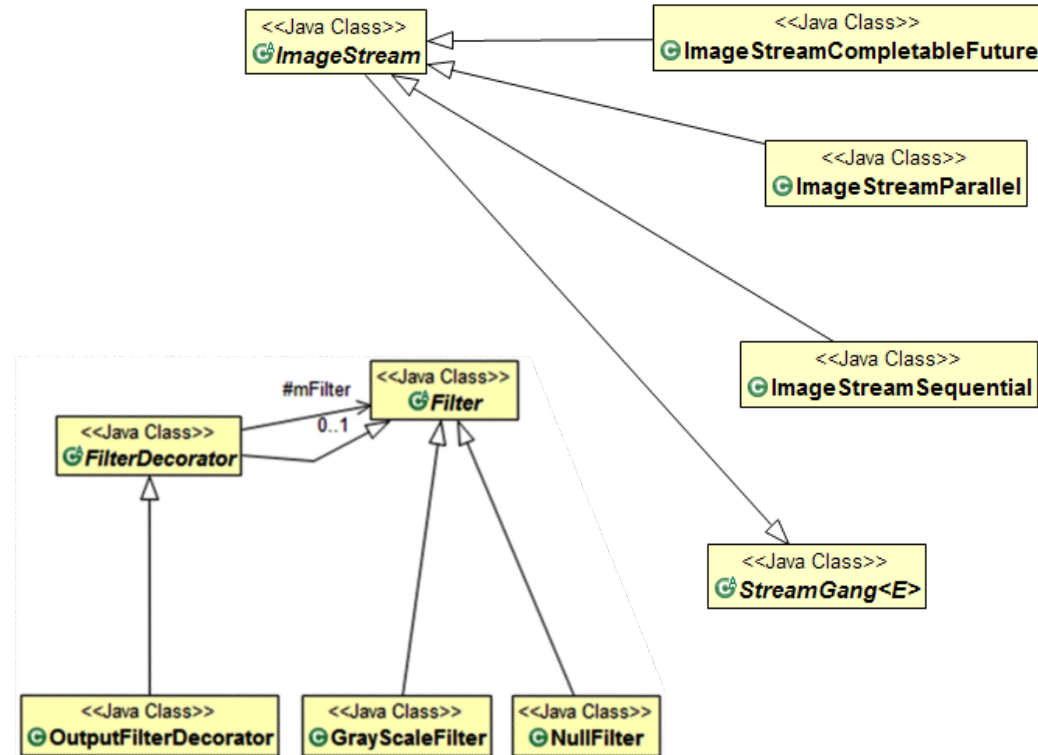 <<Java Class>>
ImageStream
<<Java Class>>
ImageStreamCompletableFuture
<<Java Class>>
ImageStreamParallel
<<Java Class>>
ImageStreamSequential
<<Java Class>>
Filter
#mFilter
0..1
<<Java Class>>
FilterDecorator
<<Java Class>>
StreamGang<E>
<<Java Class>>
OutputFilterDecorator
<<Java Class>>
GrayScaleFilter
<<Java Class>>
NullFilter